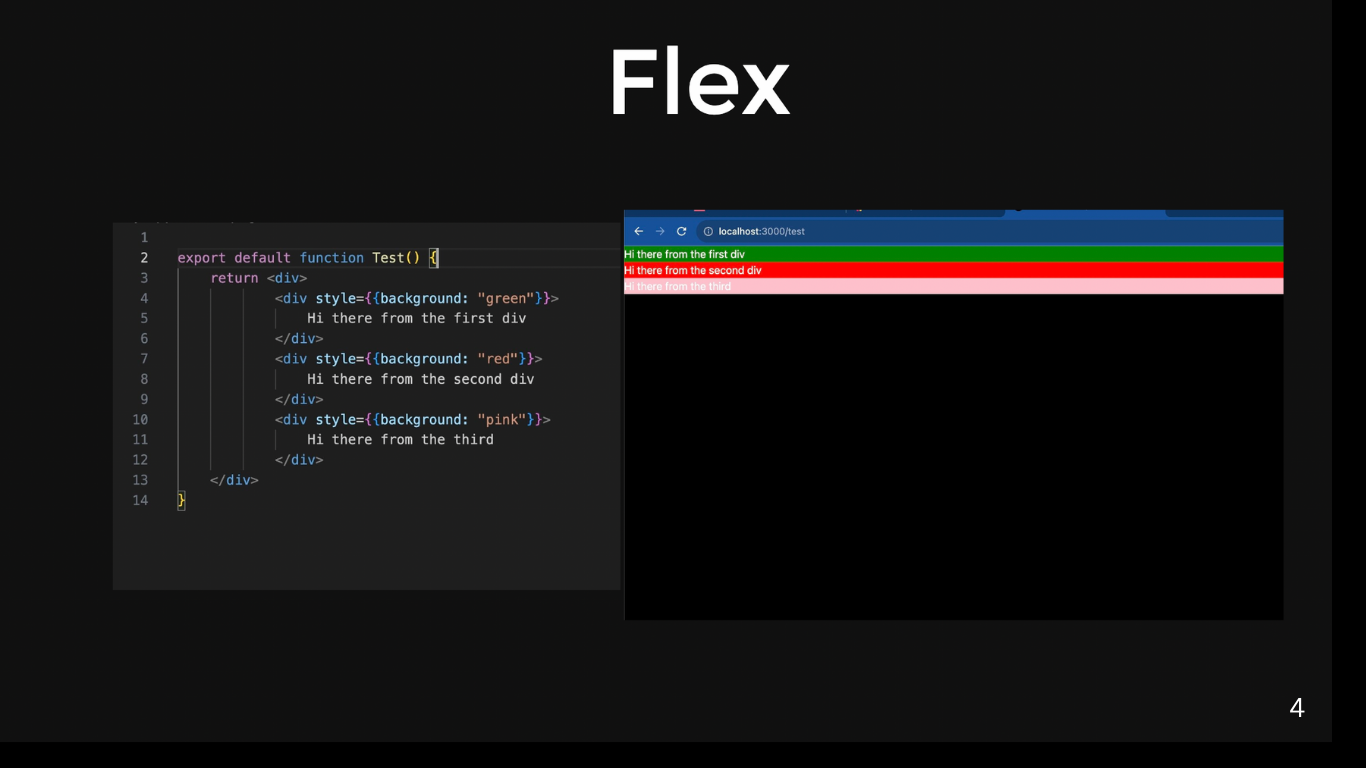 Flex
1
2 export default function Test() {
3 return <div>
4 <div style={{background: "green"}}>
5 Hi there from the first div
6 </div>
7 <div style={{background: "red"}}>
8 Hi there from the second div
9 </div>
10 <div style={{background: "pink"}}>
11 Hi there from the third
12 </div>
13 </div>
14 }
localhost:3000/test
Hi there from the first div
Hi there from the second div
Hi there from the third
4